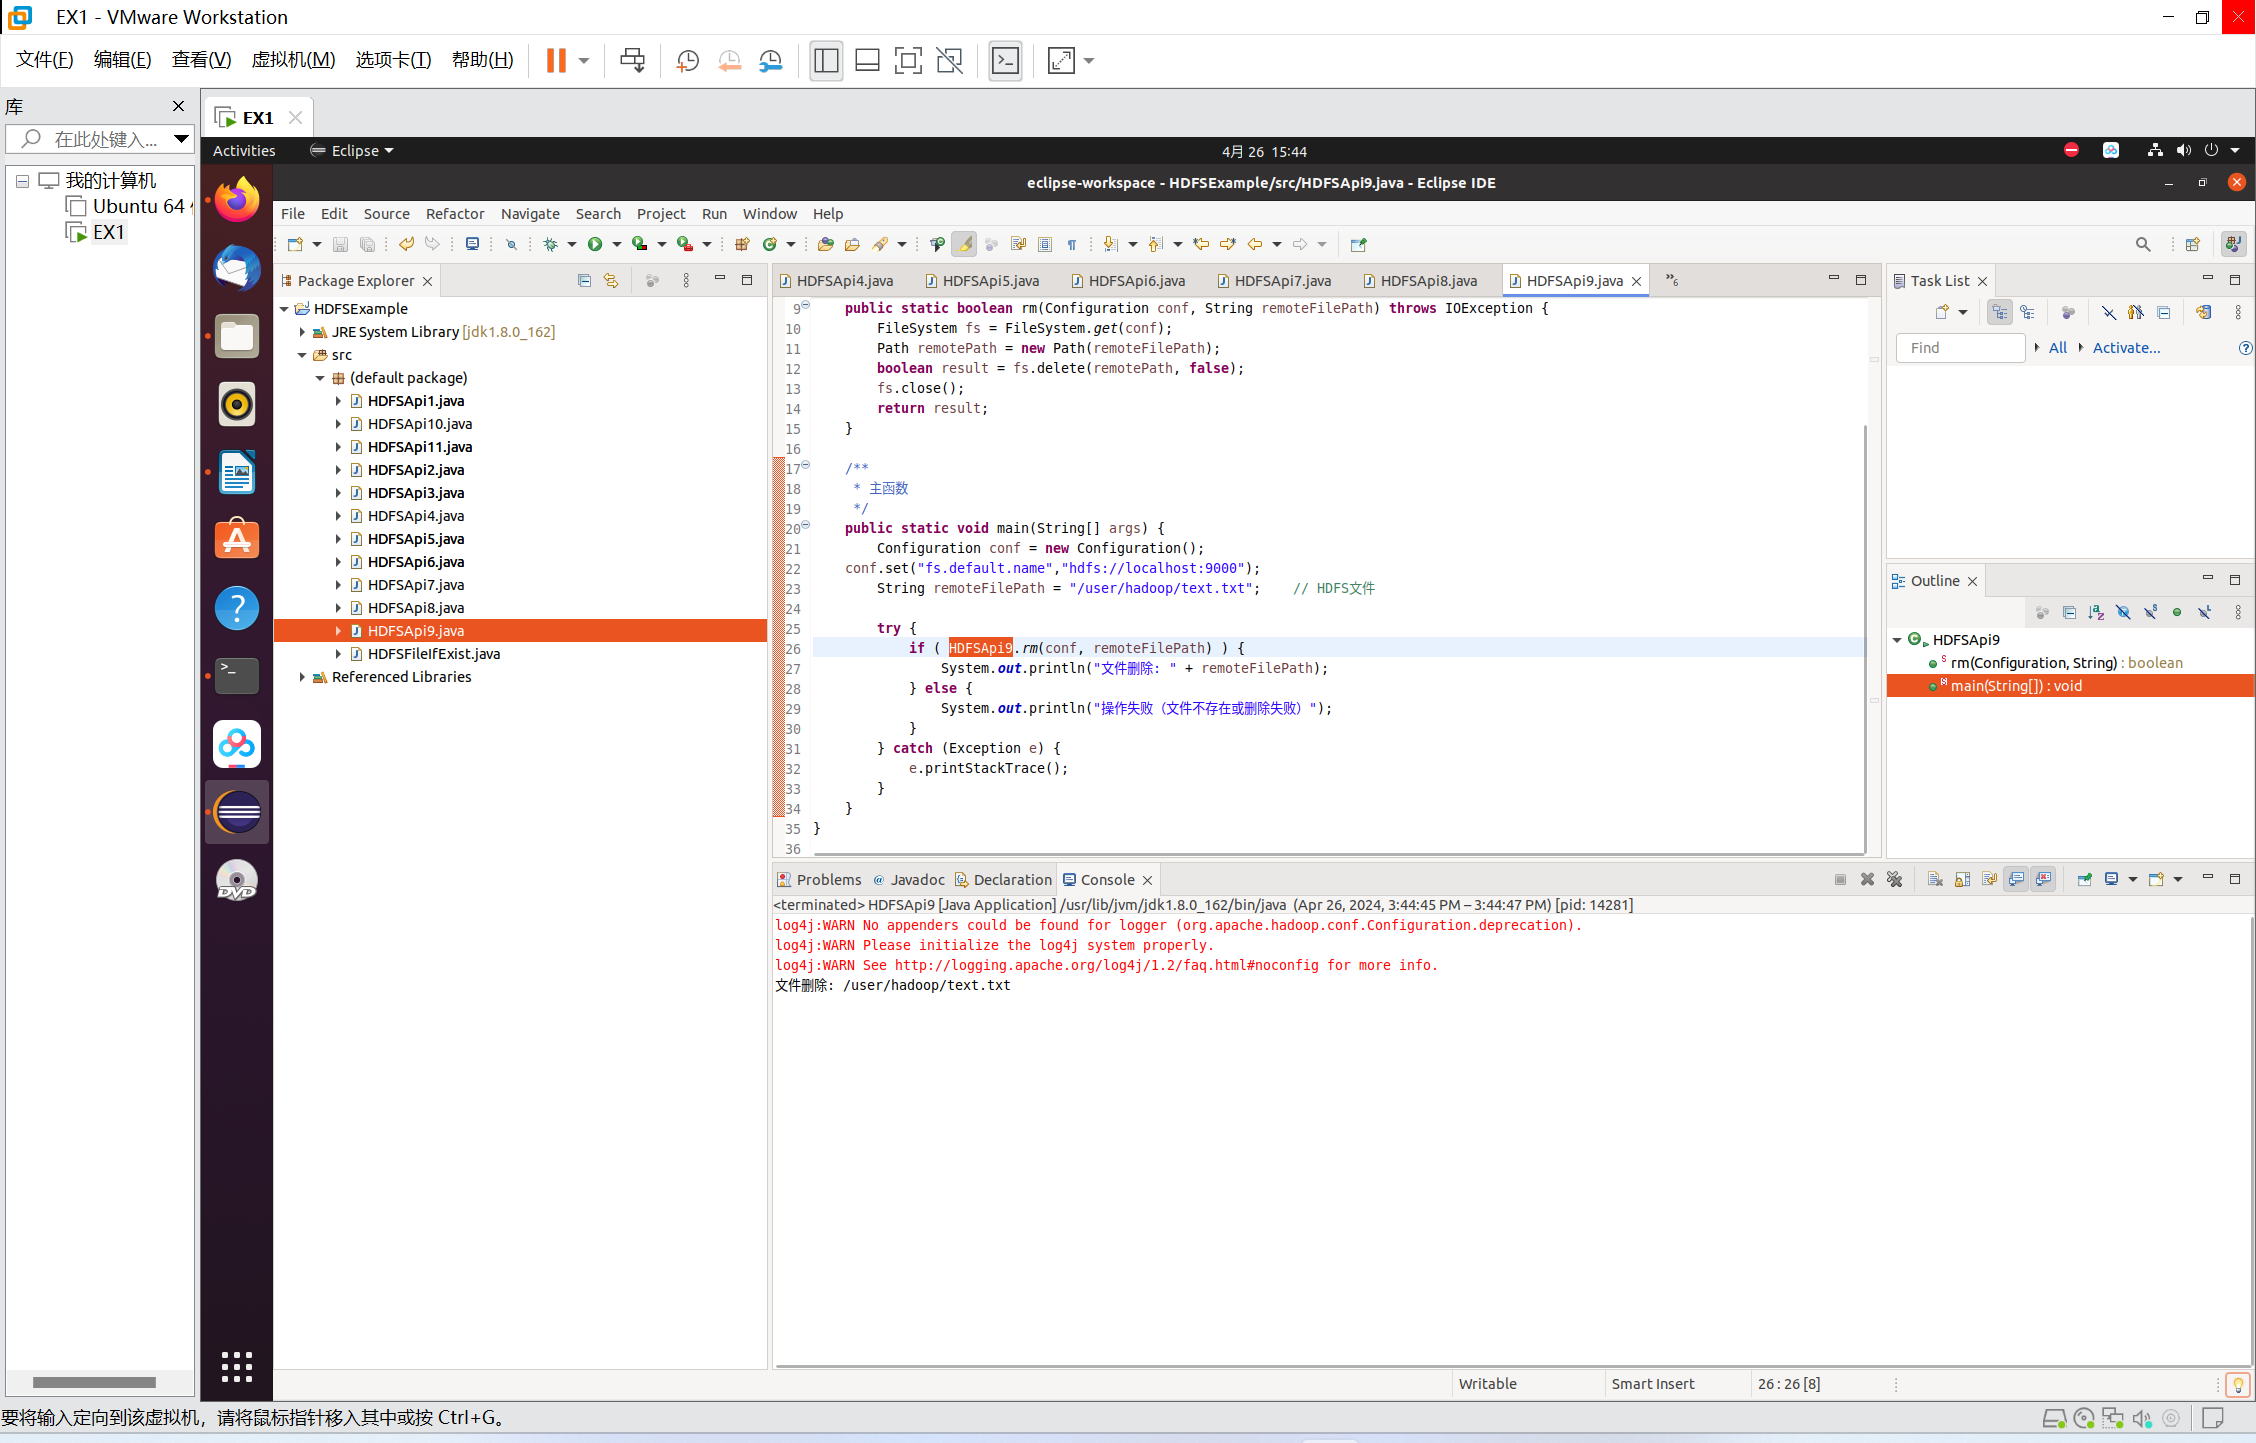 EX1 - VMware Workstation
文件(F) 编辑(E) 查看(V) 虚拟机(M) 选项卡(T) 帮助(H)
库
在此处键入...
我的计算机
Ubuntu 64
EX1
EX1
Activities Eclipse 4月 26 15:44
eclipse-workspace - HDFSExample/src/HDFSApi9.java - Eclipse IDE
File Edit Source Refactor Navigate Search Project Run Window Help
Package Explorer
HDFSExample
JRE System Library [jdk1.8.0_162]
src
(default package)
HDFSApi1.java
HDFSApi10.java
HDFSApi11.java
HDFSApi2.java
HDFSApi3.java
HDFSApi4.java
HDFSApi5.java
HDFSApi6.java
HDFSApi7.java
HDFSApi8.java
HDFSApi9.java
HDFSFileIfExist.java
Referenced Libraries
HDFSApi4.java HDFSApi5.java HDFSApi6.java HDFSApi7.java HDFSApi8.java HDFSApi9.java »6
9 public static boolean rm(Configuration conf, String remoteFilePath) throws IOException {
10 FileSystem fs = FileSystem.get(conf);
11 Path remotePath = new Path(remoteFilePath);
12 boolean result = fs.delete(remotePath, false);
13 fs.close();
14 return result;
15 }
16
17 /**
18 * 主函数
19 */
20 public static void main(String[] args) {
21 Configuration conf = new Configuration();
22 conf.set("fs.default.name","hdfs://localhost:9000");
23 String remoteFilePath = "/user/hadoop/text.txt"; // HDFS文件
24
25 try {
26 if ( HDFSApi9.rm(conf, remoteFilePath) ) {
27 System.out.println("文件删除: " + remoteFilePath);
28 } else {
29 System.out.println("操作失败（文件不存在或删除失败）");
30 }
31 } catch (Exception e) {
32 e.printStackTrace();
33 }
34 }
35 }
36
Task List
Find All Activate...
Outline
HDFSApi9
rm(Configuration, String) : boolean
main(String[]) : void
Problems Javadoc Declaration Console
<terminated> HDFSApi9 [Java Application] /usr/lib/jvm/jdk1.8.0_162/bin/java (Apr 26, 2024, 3:44:45 PM – 3:44:47 PM) [pid: 14281]
log4j:WARN No appenders could be found for logger (org.apache.hadoop.conf.Configuration.deprecation).
log4j:WARN Please initialize the log4j system properly.
log4j:WARN See http://logging.apache.org/log4j/1.2/faq.html#noconfig for more info.
文件删除: /user/hadoop/text.txt
DVD
Writable Smart Insert 26 : 26 [8]
要将输入定向到该虚拟机，请将鼠标指针移入其中或按 Ctrl+G。